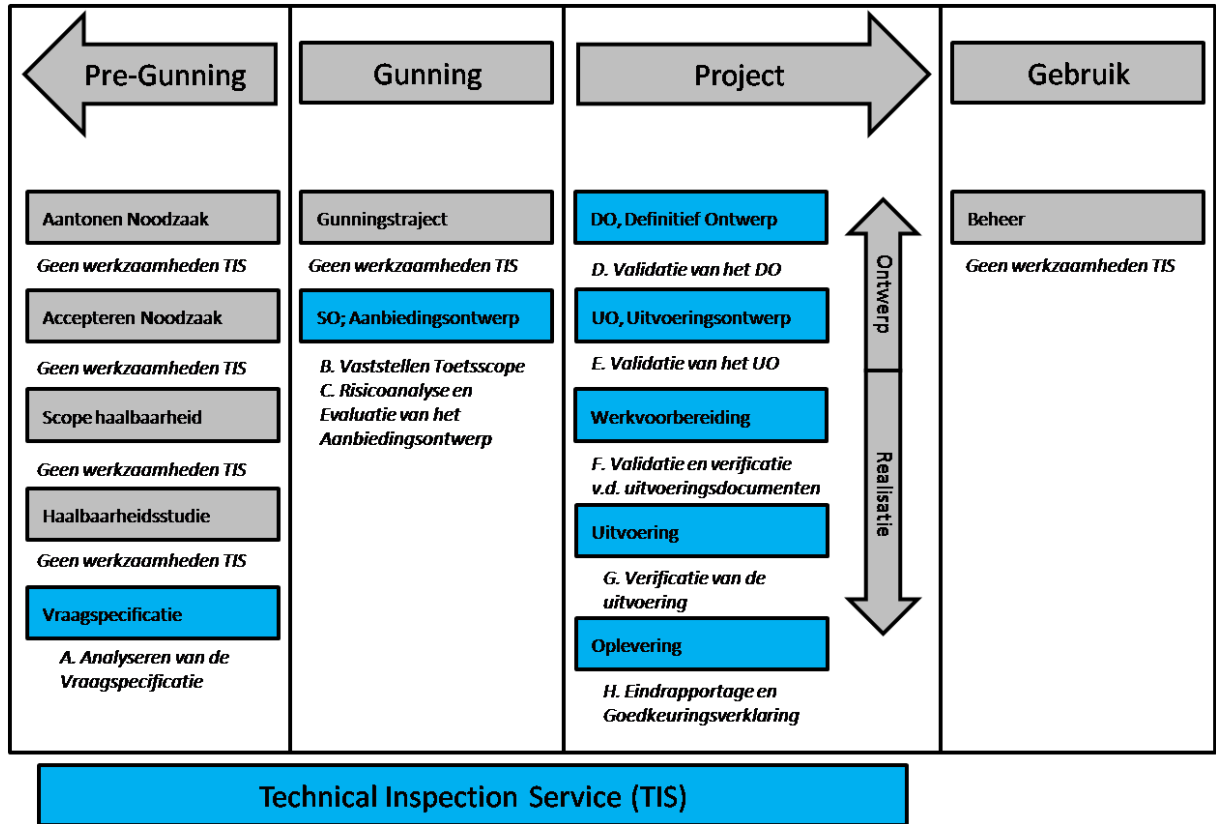 Pre-Gunning
Gunning
Project
Gebruik
Aantonen Noodzaak
Geen werkzaamheden TIS
Accepteren Noodzaak
Geen werkzaamheden TIS
Scope haalbaarheid
Geen werkzaamheden TIS
Haalbaarheidsstudie
Geen werkzaamheden TIS
Vraagspecificatie
A. Analyseren van de
Vraagspecificatie
Gunningstraject
Geen werkzaamheden TIS
SO; Aanbiedingsontwerp
B. Vaststellen Toetsscope
C. Risicoanalyse en
Evaluatie van het
Aanbiedingsontwerp
DO, Definitief Ontwerp
D. Validatie van het DO
UO, Uitvoeringsontwerp
E. Validatie van het UO
Werkvoorbereiding
F. Validatie en verificatie
v.d. uitvoeringsdocumenten
Uitvoering
G. Verificatie van de
uitvoering
Oplevering
H. Eindrapportage en
Goedkeuringsverklaring
Ontwerp
Realisatie
Beheer
Geen werkzaamheden TIS
Technical Inspection Service (TIS)